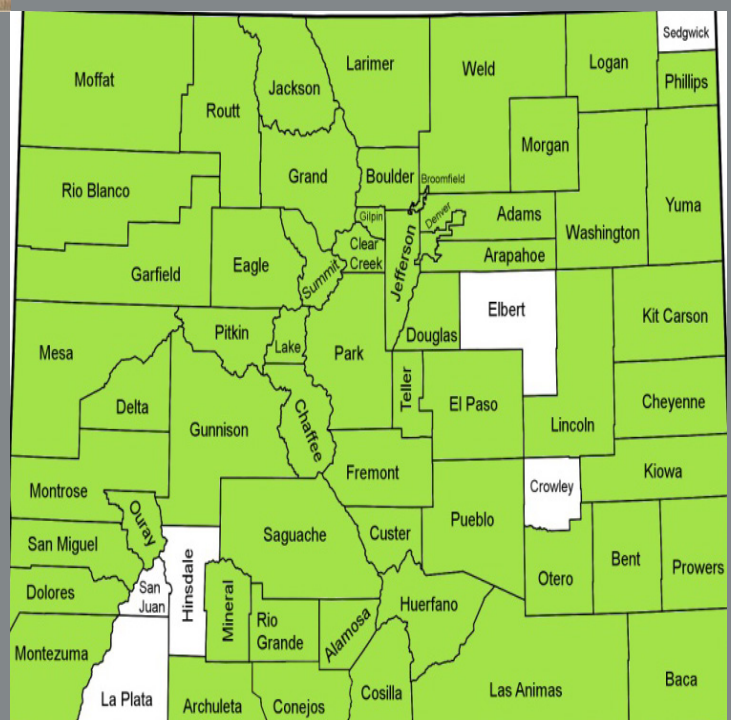 Sedgwick
Moffat
Larimer
Weld
Logan
Jackson
Phillips
Routt
Morgan
Rio Blanco
Grand
Boulder
Broomfield
Yuma
Gilpin
Denver
Adams
Washington
Clear
Creek
Jefferson
Arapahoe
Garfield
Eagle
Summit
Elbert
Kit Carson
Mesa
Pitkin
Lake
Park
Douglas
Delta
Gunnison
Chaffee
Teller
El Paso
Lincoln
Cheyenne
Montrose
Fremont
Crowley
Kiowa
Ouray
Saguache
Custer
Pueblo
San Miguel
Hinsdale
Otero
Bent
Prowers
Dolores
San
Juan
Mineral
Rio
Grande
Alamosa
Huerfano
Montezuma
La Plata
Archuleta
Conejos
Cosilla
Las Animas
Baca